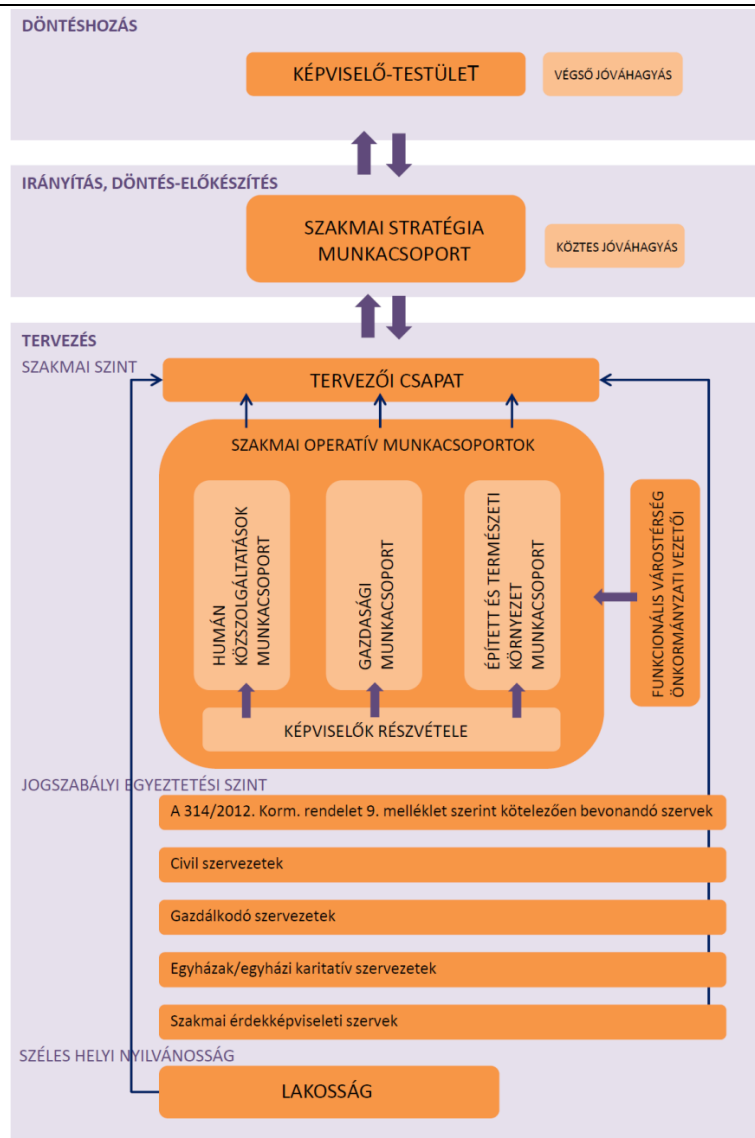 DÖNTÉSHOZÁS
KÉPVISELŐ-TESTÜLET
VÉGSŐ JÓVÁHAGYÁS
IRÁNYÍTÁS, DÖNTÉS-ELŐKÉSZÍTÉS
SZAKMAI STRATÉGIA
MUNKACSOPORT
KÖZTES JÓVÁHAGYÁS
TERVEZÉS
SZAKMAI SZINT
TERVEZŐI CSAPAT
SZAKMAI OPERATÍV MUNKACSOPORTOK
HUMÁN
KÖZSZOLGÁLTATÁSOK
MUNKACSOPORT
GAZDASÁGI
MUNKACSOPORT
ÉPÍTETT ÉS TERMÉSZETI
KÖRNYEZET
MUNKACSOPORT
FUNKCIONÁLIS VÁROSTÉRSÉG
ÖNKORMÁNYZATI VEZETŐI
KÉPVISELŐK RÉSZVÉTELE
JOGSZABÁLYI EGYEZTETÉSI SZINT
A 314/2012. Korm. rendelet 9. melléklet szerint kötelezően bevonandó szervek
Civil szervezetek
Gazdálkodó szervezetek
Egyházak/egyházi karitatív szervezetek
Szakmai érdekképviseleti szervek
SZÉLES HELYI NYILVÁNOSSÁG
LAKOSSÁG